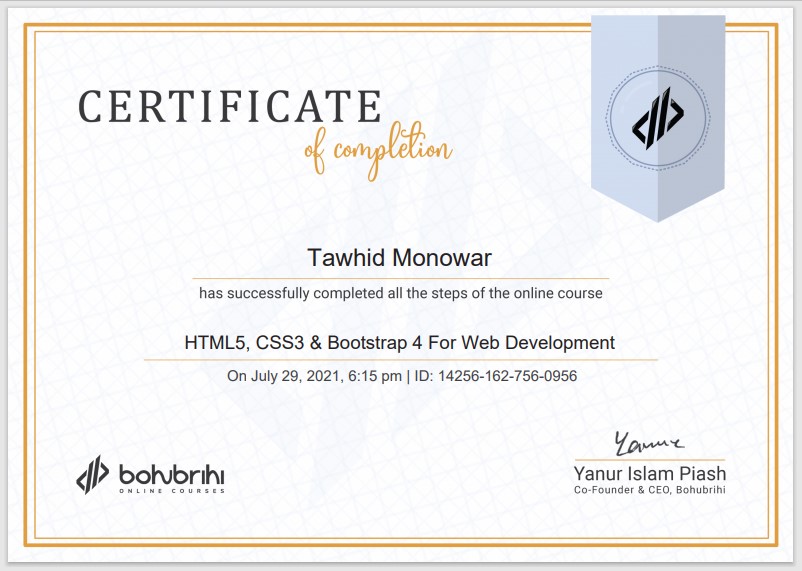 CERTIFICATE
of completion
Tawhid Monowar
has successfully completed all the steps of the online course
HTML5, CSS3 & Bootstrap 4 For Web Development
On July 29, 2021, 6:15 pm | ID: 14256-162-756-0956
bohubrihi
ONLINE COURSES
Yanur Islam Piash
Co-Founder & CEO, Bohubrihi